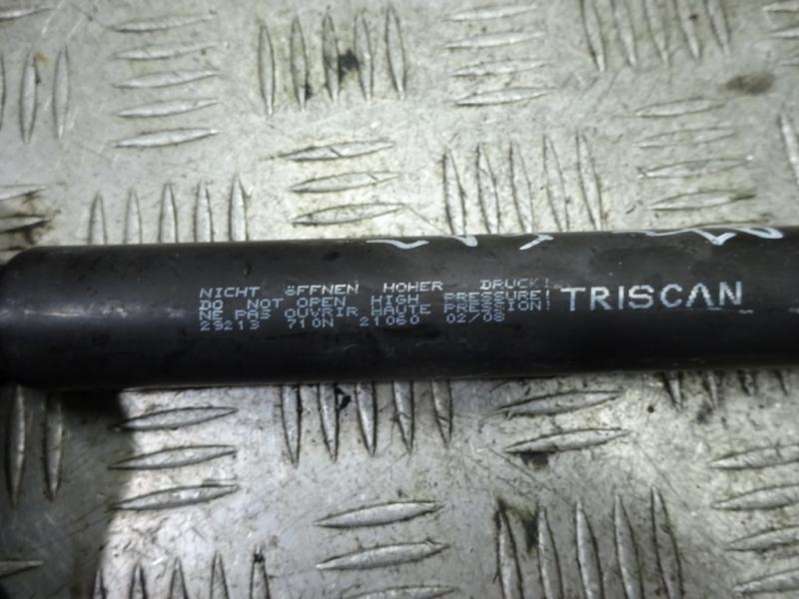 NICHT ÖFFNEN HOHER DRUCK!
DO NOT OPEN HIGH PRESSURE!
NE PAS OUVRIR HAUTE PRESSION!
29213 710N 21060 02/08
TRISCAN